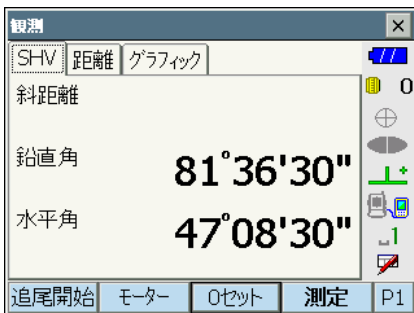 観測
SHV 距離 グラフィック
斜距離
0
鉛直角 81°36'30"
水平角 47°08'30"
1
追尾開始 モーター 0セット 測定 P1